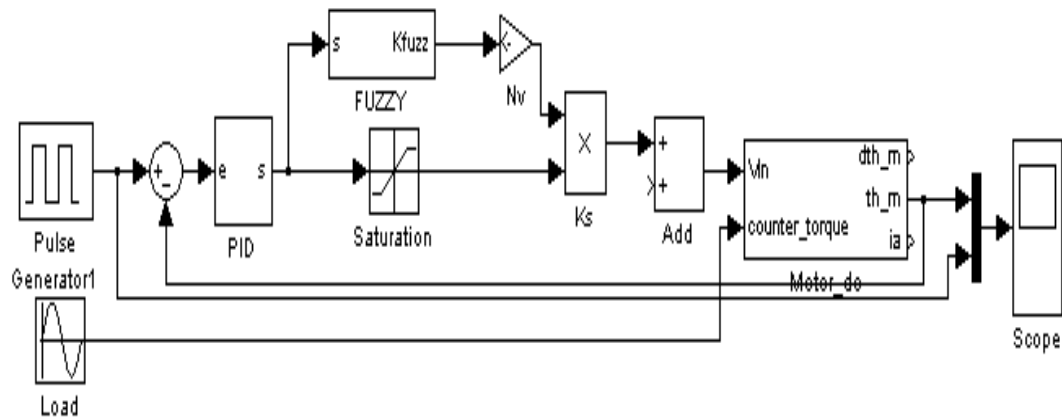 s Kfuzz
FUZZY
K-
Nv
Pulse
Generator1
+
−
e s
PID
Saturation
X
Ks
+
+
Add
Vin
counter_torque
dth_m
th_m
ia
Motor_dc
Scope
Load